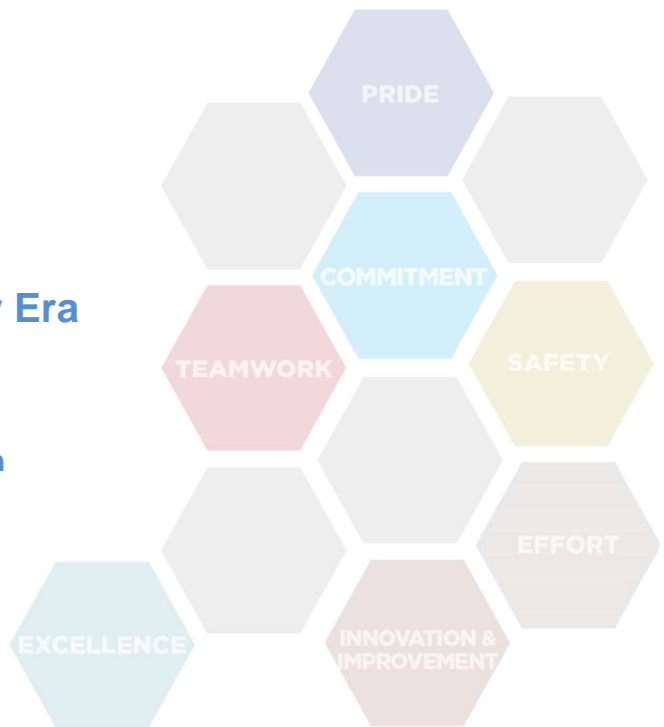 PRIDE
COMMITMENT
Era
TEAMWORK
SAFETY
EFFORT
EXCELLENCE
INNOVATION &
IMPROVEMENT